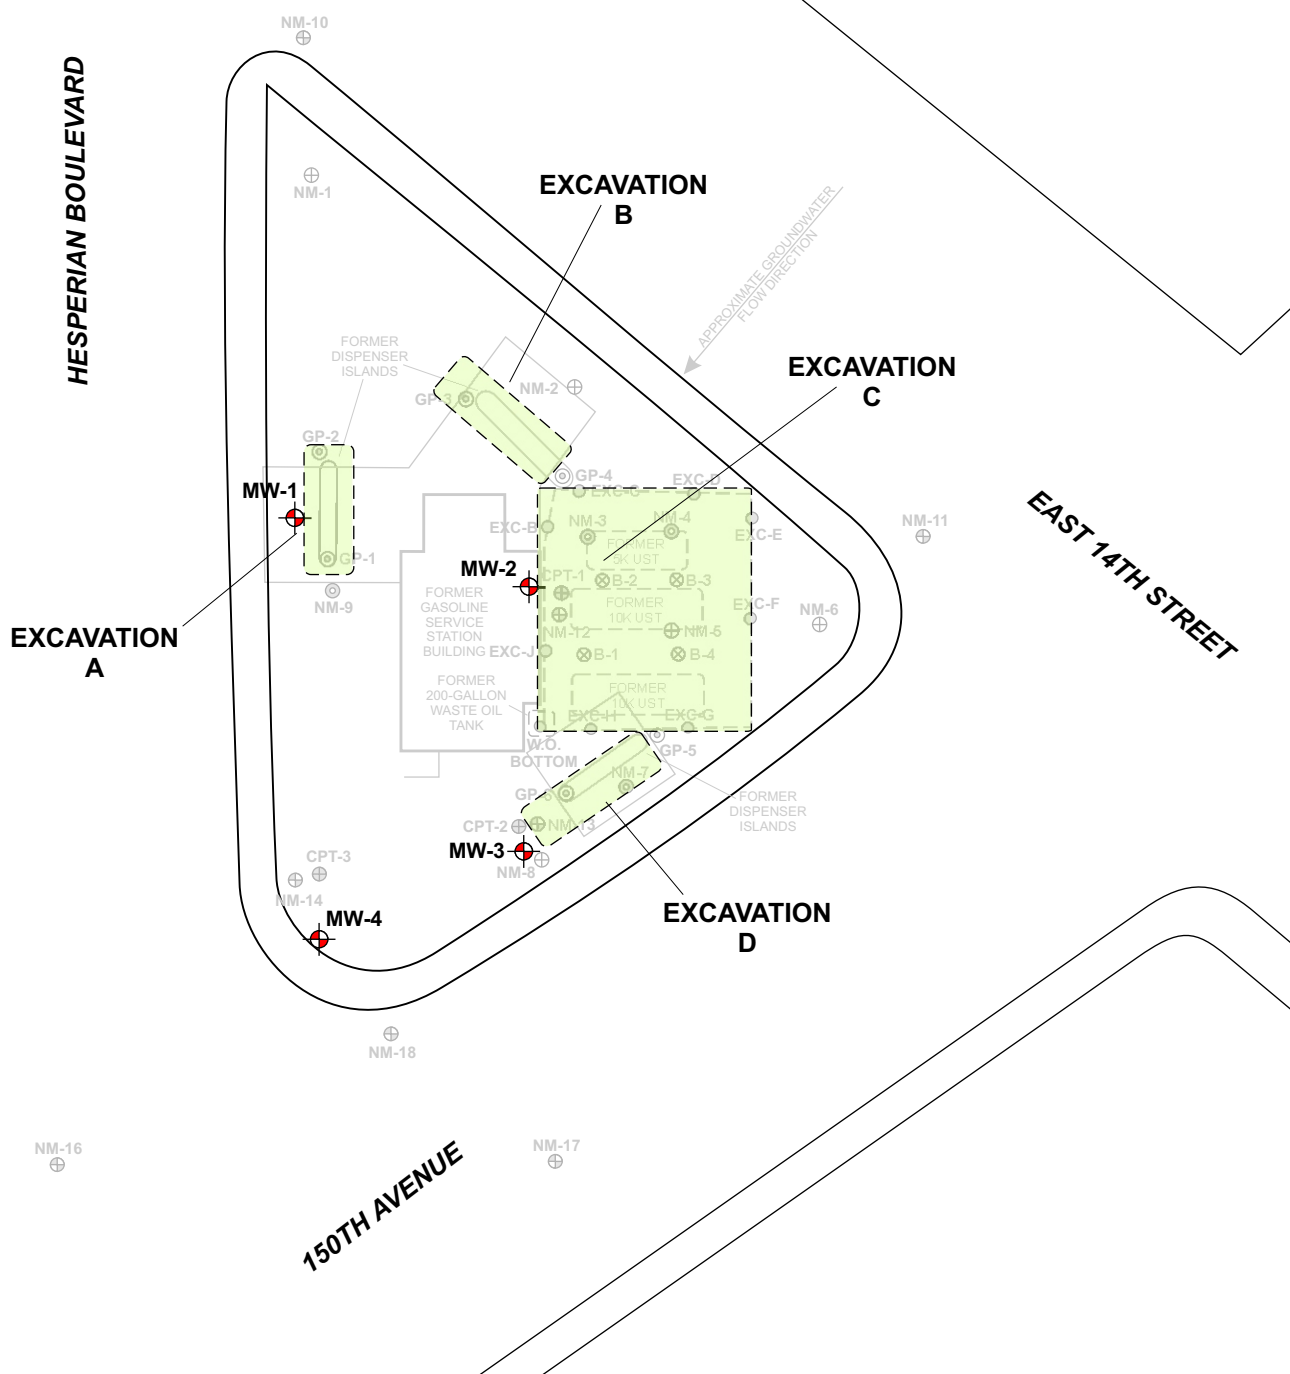 NM-10
HESPERIAN BOULEVARD
NM-1
EXCAVATION
B
APPROXIMATE GROUNDWATER
FLOW DIRECTION
FORMER
DISPENSER
ISLANDS
EXCAVATION
C
NM-2
GP-3
GP-2
GP-4
EXC-D
MW-1
EAST 14TH STREET
EXC-B
NM-3
NM-4
NM-11
EXC-E
FORMER
5K UST
GP-1
MW-2
CPT-1
B-2
B-3
NM-9
FORMER
GASOLINE
SERVICE
STATION
BUILDING
FORMER
10K UST
EXC-F
NM-6
NM-12
NM-5
EXCAVATION
A
EXC-J
B-1
B-4
FORMER
200-GALLON
WASTE OIL
TANK
FORMER
10K UST
EXC-H
EXC-G
W.O.
BOTTOM
GP-5
NM-7
FORMER
DISPENSER
ISLANDS
CPT-2
NM-13
MW-3
NM-8
CPT-3
NM-14
MW-4
EXCAVATION
D
NM-18
NM-16
NM-17
150TH AVENUE